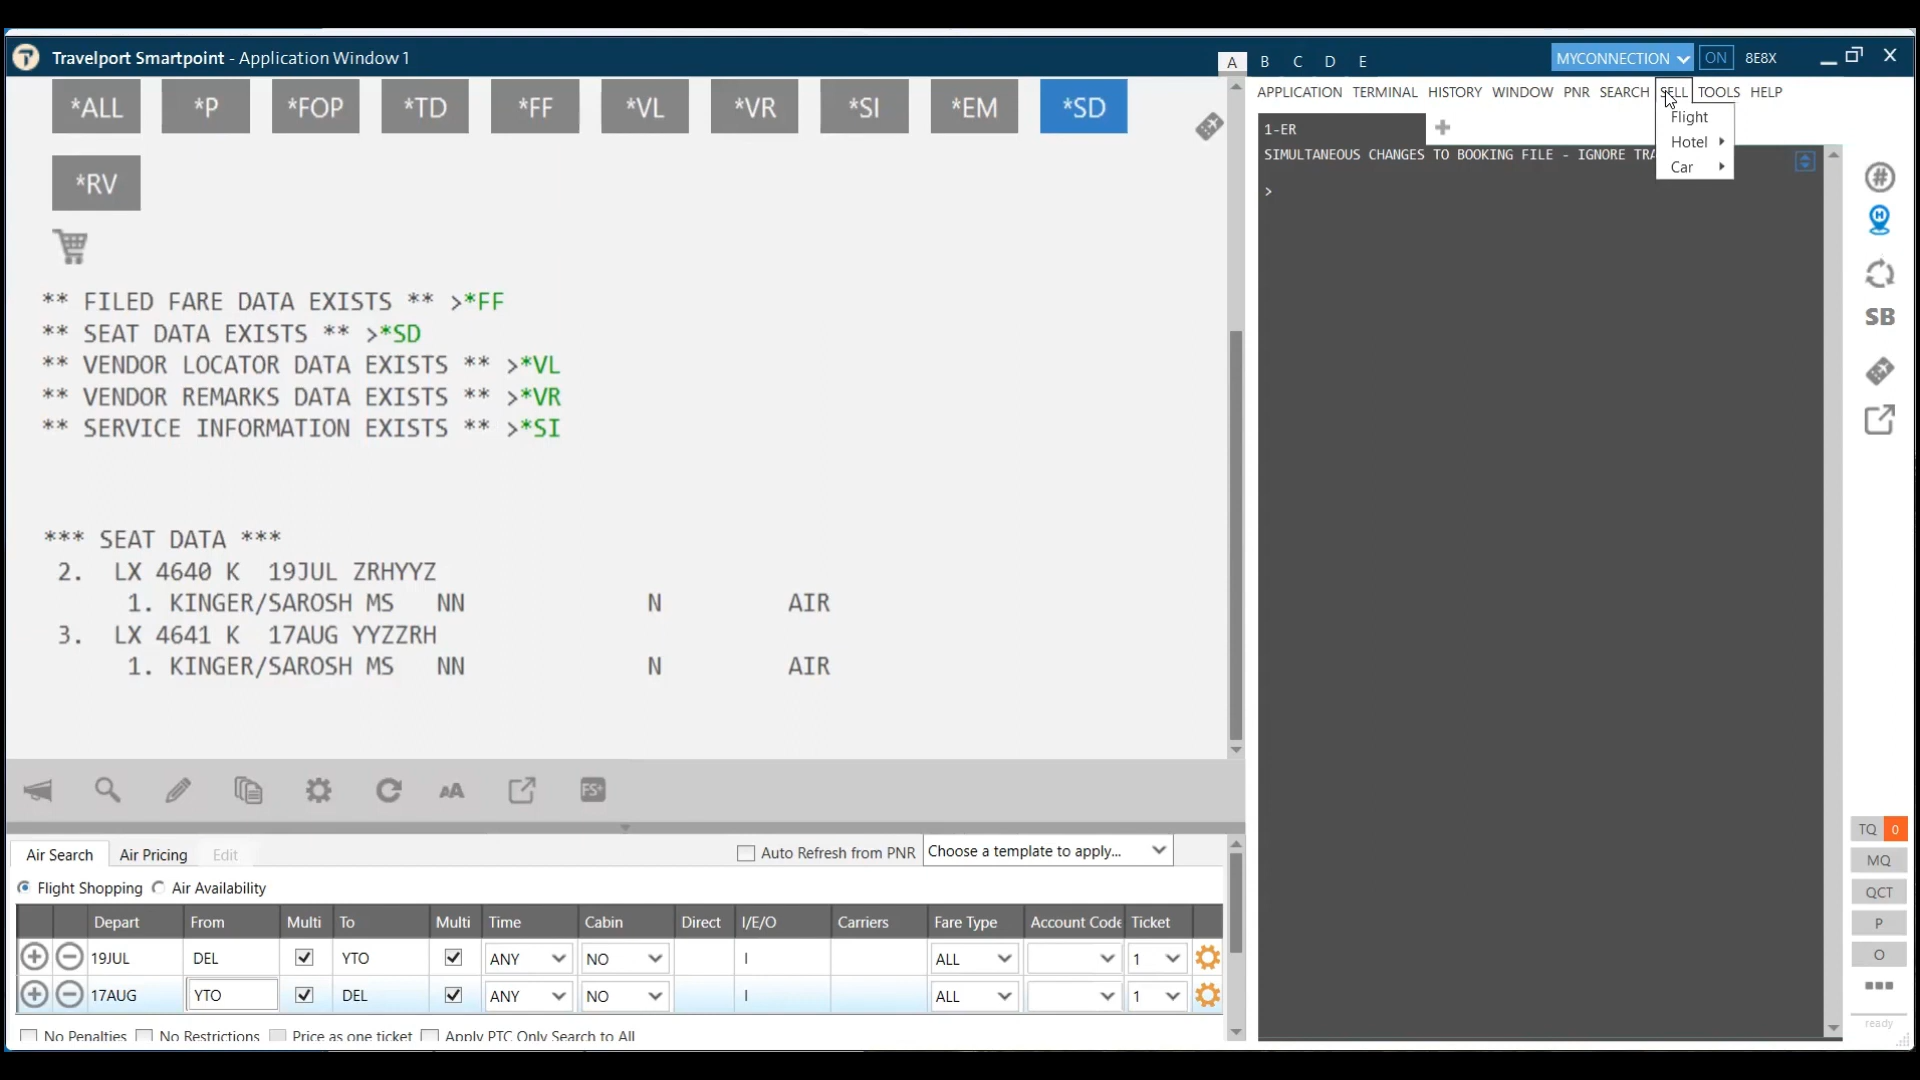 Travelport Smartpoint - Application Window 1
A B C D E
MYCONNECTION ON 8E8X
*ALL *P *FOP *TD *FF *VL *VR *SI *EM *SD
*RV
** FILED FARE DATA EXISTS ** >*FF
** SEAT DATA EXISTS ** >*SD
** VENDOR LOCATOR DATA EXISTS ** >*VL
** VENDOR REMARKS DATA EXISTS ** >*VR
** SERVICE INFORMATION EXISTS ** >*SI
*** SEAT DATA ***
2. LX 4640 K 19JUL ZRHYYZ
1. KINGER/SAROSH MS NN N AIR
3. LX 4641 K 17AUG YYZZRH
1. KINGER/SAROSH MS NN N AIR
FS+
Air Search Air Pricing Edit
Auto Refresh from PNR Choose a template to apply...
Flight Shopping Air Availability
Depart From Multi To Multi Time Cabin Direct I/E/O Carriers Fare Type Account Code Ticket
19JUL DEL YTO ANY NO I ALL 1
17AUG YTO DEL ANY NO I ALL 1
No Penalties No Restrictions Price as one ticket Apply PTC Only Search to All
APPLICATION TERMINAL HISTORY WINDOW PNR SEARCH SELL TOOLS HELP
Flight
Hotel
Car
1-ER
SIMULTANEOUS CHANGES TO BOOKING FILE - IGNORE TRA
>
#
H
SB
TQ 0
MQ
QCT
P
O
ready